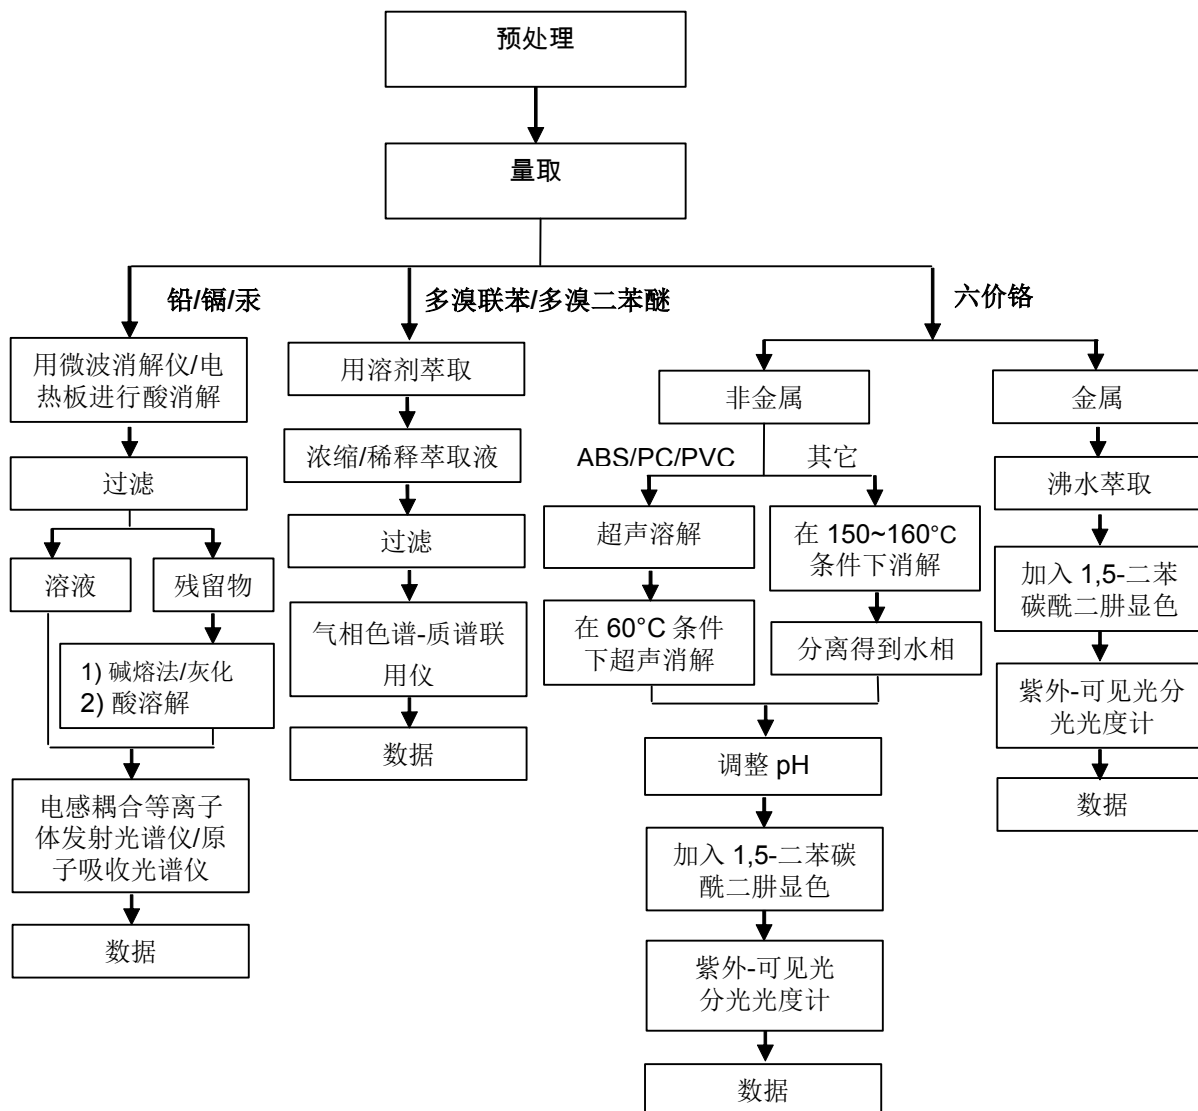 预处理
量取
铅/镉/汞
用微波消解仪/电
热板进行酸消解
过滤
溶液
残留物
1) 碱熔法/灰化
2) 酸溶解
电感耦合等离子
体发射光谱仪/原
子吸收光谱仪
数据
多溴联苯/多溴二苯醚
用溶剂萃取
浓缩/稀释萃取液
过滤
气相色谱-质谱联
用仪
数据
六价铬
非金属
ABS/PC/PVC
其它
超声溶解
在 60°C 条件
下超声消解
在 150~160°C
条件下消解
分离得到水相
调整 pH
加入 1,5-二苯碳
酰二肼显色
紫外-可见光
分光光度计
数据
金属
沸水萃取
加入 1,5-二苯
碳酰二肼显色
紫外-可见光分
光光度计
数据